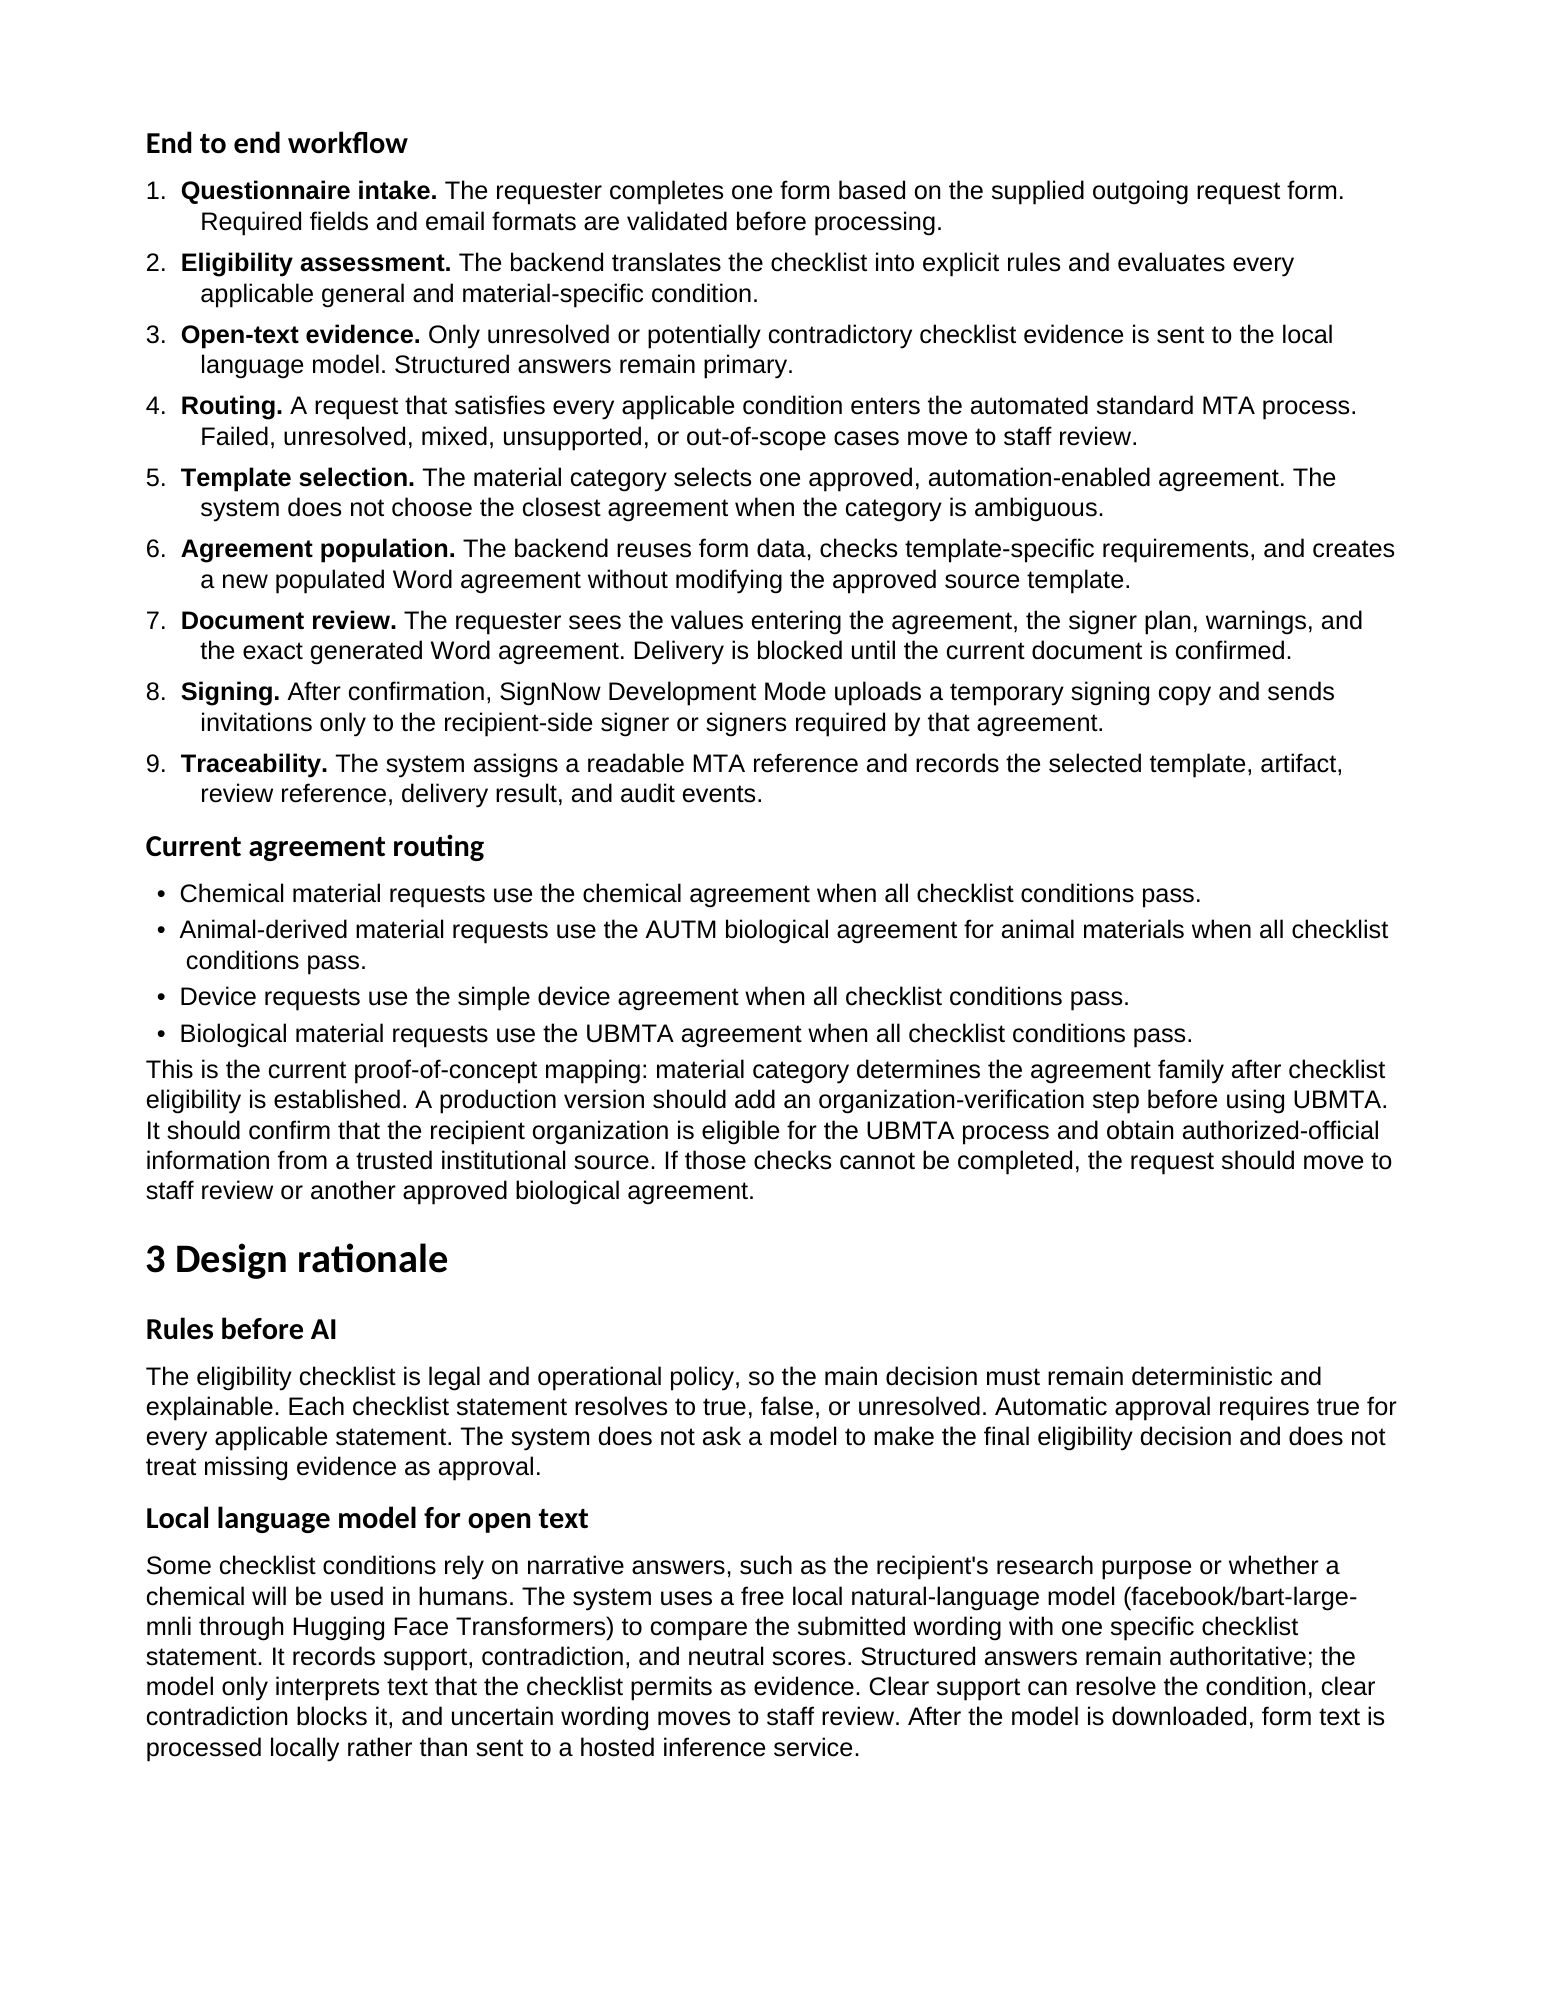 End to end workflow
1. Questionnaire intake. The requester completes one form based on the supplied outgoing request form.
Required fields and email formats are validated before processing.
2. Eligibility assessment. The backend translates the checklist into explicit rules and evaluates every
applicable general and material-specific condition.
3. Open-text evidence. Only unresolved or potentially contradictory checklist evidence is sent to the local
language model. Structured answers remain primary.
4. Routing. A request that satisfies every applicable condition enters the automated standard MTA process.
Failed, unresolved, mixed, unsupported, or out-of-scope cases move to staff review.
5. Template selection. The material category selects one approved, automation-enabled agreement. The
system does not choose the closest agreement when the category is ambiguous.
6. Agreement population. The backend reuses form data, checks template-specific requirements, and creates
a new populated Word agreement without modifying the approved source template.
7. Document review. The requester sees the values entering the agreement, the signer plan, warnings, and
the exact generated Word agreement. Delivery is blocked until the current document is confirmed.
8. Signing. After confirmation, SignNow Development Mode uploads a temporary signing copy and sends
invitations only to the recipient-side signer or signers required by that agreement.
9. Traceability. The system assigns a readable MTA reference and records the selected template, artifact,
review reference, delivery result, and audit events.
Current agreement routing
• Chemical material requests use the chemical agreement when all checklist conditions pass.
• Animal-derived material requests use the AUTM biological agreement for animal materials when all checklist
conditions pass.
• Device requests use the simple device agreement when all checklist conditions pass.
• Biological material requests use the UBMTA agreement when all checklist conditions pass.
This is the current proof-of-concept mapping: material category determines the agreement family after checklist
eligibility is established. A production version should add an organization-verification step before using UBMTA.
It should confirm that the recipient organization is eligible for the UBMTA process and obtain authorized-official
information from a trusted institutional source. If those checks cannot be completed, the request should move to
staff review or another approved biological agreement.
3 Design rationale
Rules before AI
The eligibility checklist is legal and operational policy, so the main decision must remain deterministic and
explainable. Each checklist statement resolves to true, false, or unresolved. Automatic approval requires true for
every applicable statement. The system does not ask a model to make the final eligibility decision and does not
treat missing evidence as approval.
Local language model for open text
Some checklist conditions rely on narrative answers, such as the recipient's research purpose or whether a
chemical will be used in humans. The system uses a free local natural-language model (facebook/bart-large-
mnli through Hugging Face Transformers) to compare the submitted wording with one specific checklist
statement. It records support, contradiction, and neutral scores. Structured answers remain authoritative; the
model only interprets text that the checklist permits as evidence. Clear support can resolve the condition, clear
contradiction blocks it, and uncertain wording moves to staff review. After the model is downloaded, form text is
processed locally rather than sent to a hosted inference service.